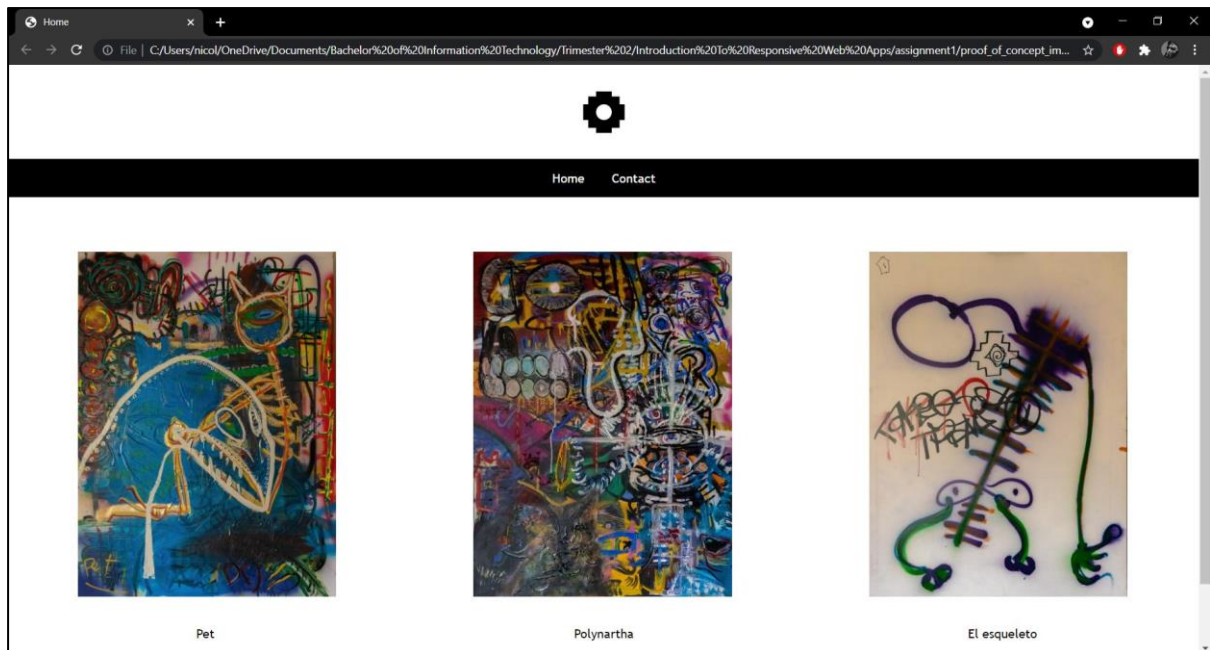 Home
File | C:/Users/nicol/OneDrive/Documents/Bachelor%20of%20Information%20Technology/Trimester%202/Introduction%20To%20Responsive%20Web%20Apps/assignment1/proof_of_concept_im...
Home Contact
Pet
Pet Polynartha El esqueleto